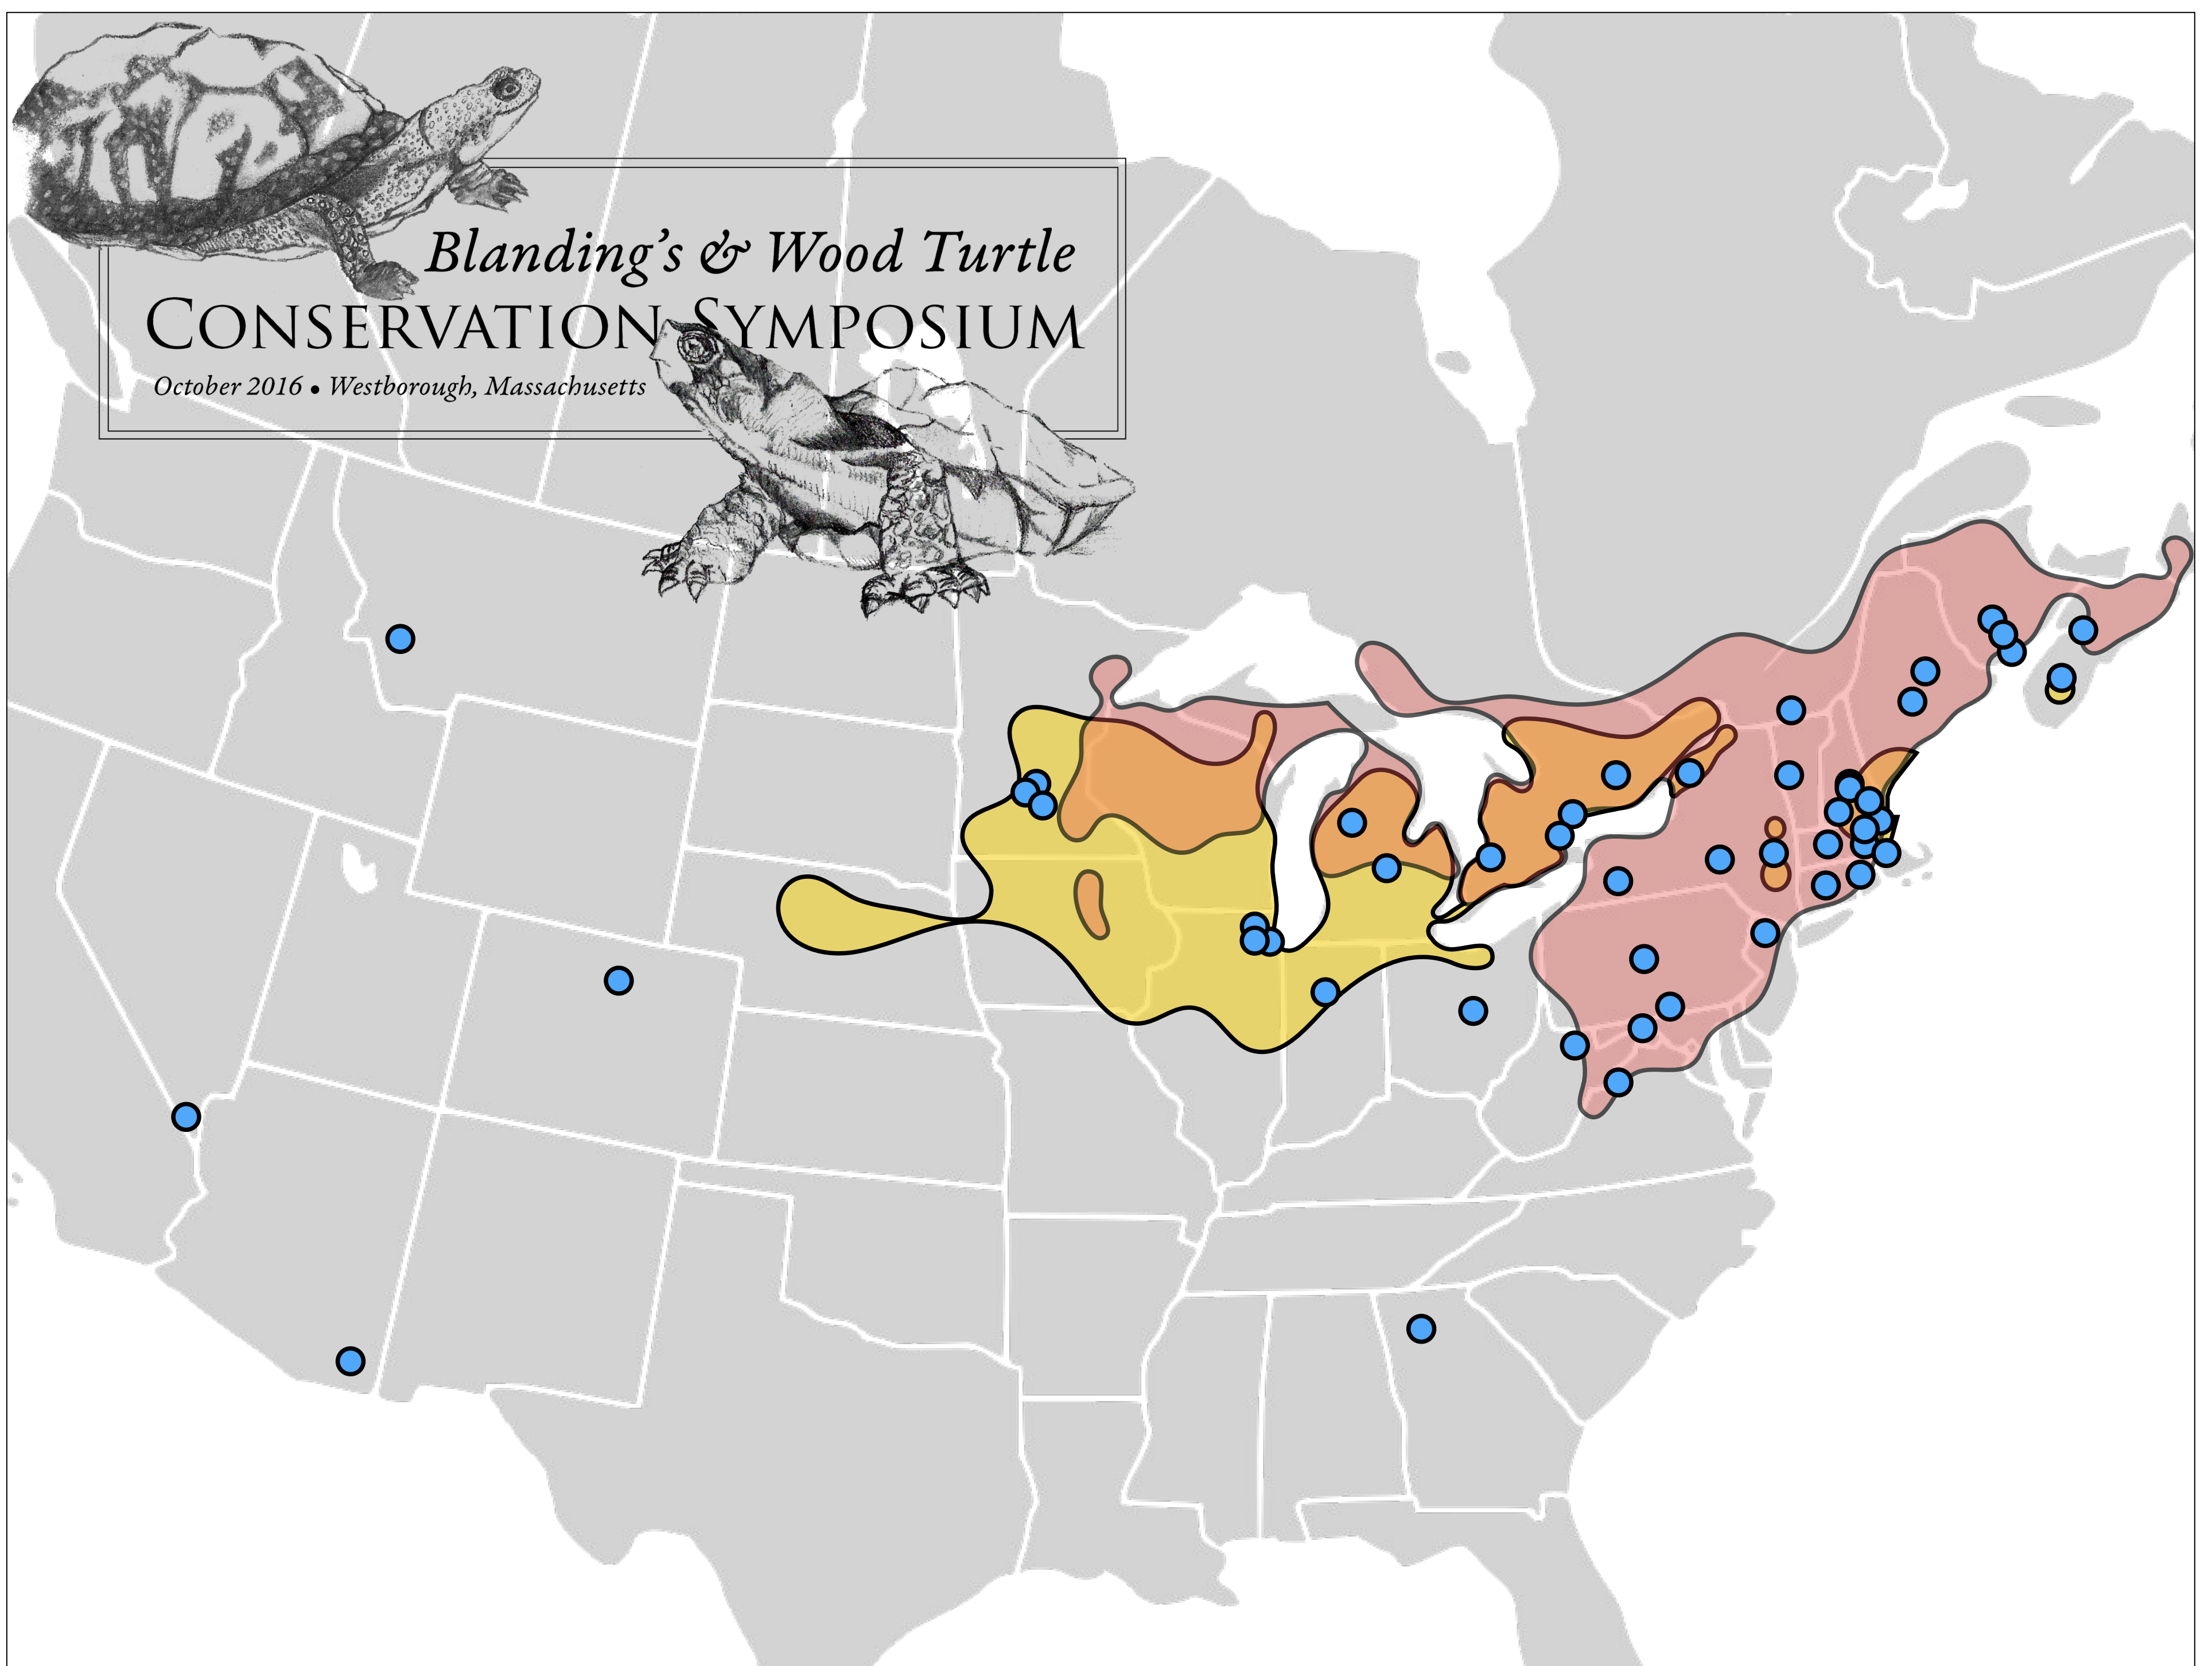 Blanding’s & Wood Turtle
Conservation Symposium
October 2016 • Westborough, Massachusetts